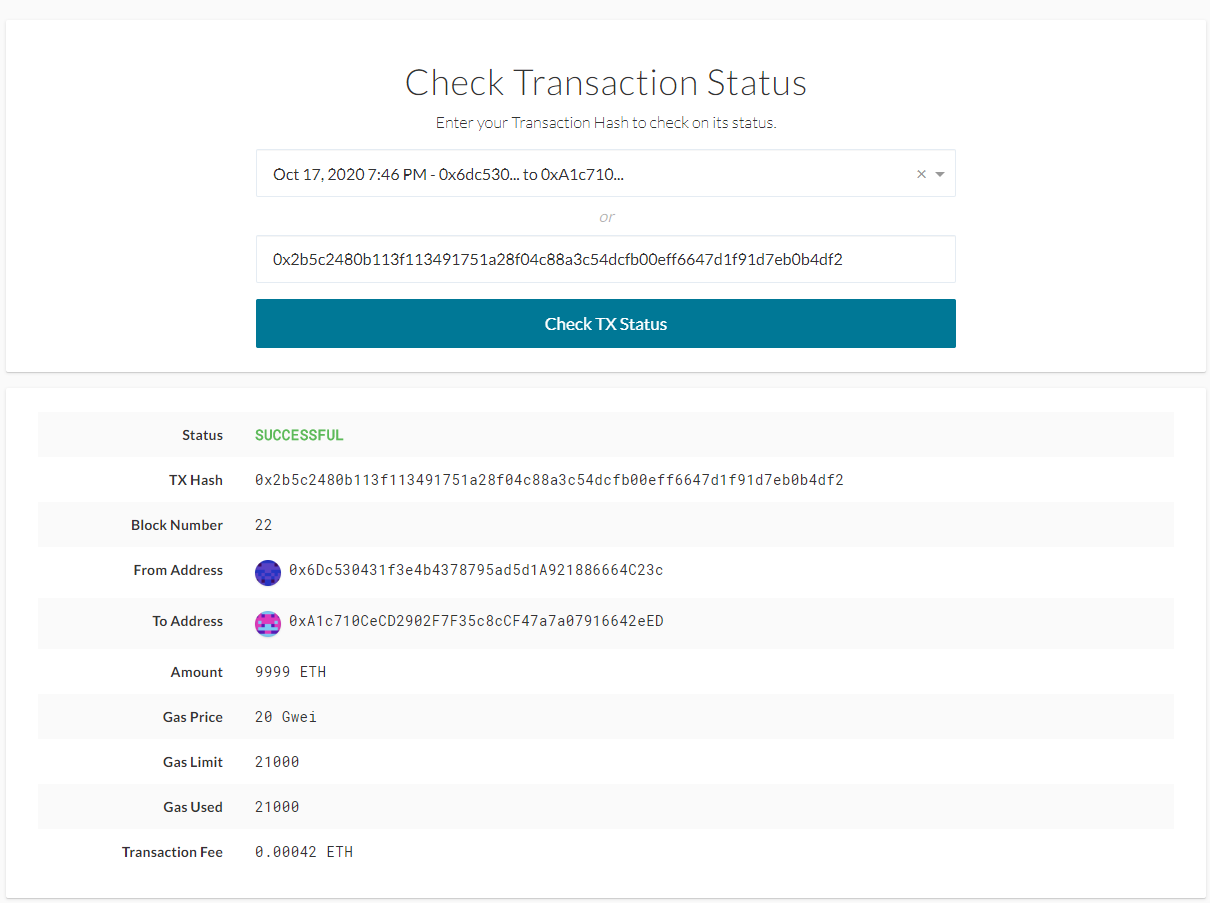 Check Transaction Status
Enter your Transaction Hash to check on its status.
Oct 17, 2020 7:46 PM - 0x6dc530... to 0xA1c710...
or
0x2b5c2480b113f113491751a28f04c88a3c54dcfb00eff6647d1f91d7eb0b4df2
Check TX Status
Status SUCCESSFUL
TX Hash 0x2b5c2480b113f113491751a28f04c88a3c54dcfb00eff6647d1f91d7eb0b4df2
Block Number 22
From Address 0x6Dc530431f3e4b4378795ad5d1A921886664C23c
To Address 0xA1c710CeCD2902F7F35c8cCF47a7a07916642eED
Amount 9999 ETH
Gas Price 20 Gwei
Gas Limit 21000
Gas Used 21000
Transaction Fee 0.00042 ETH